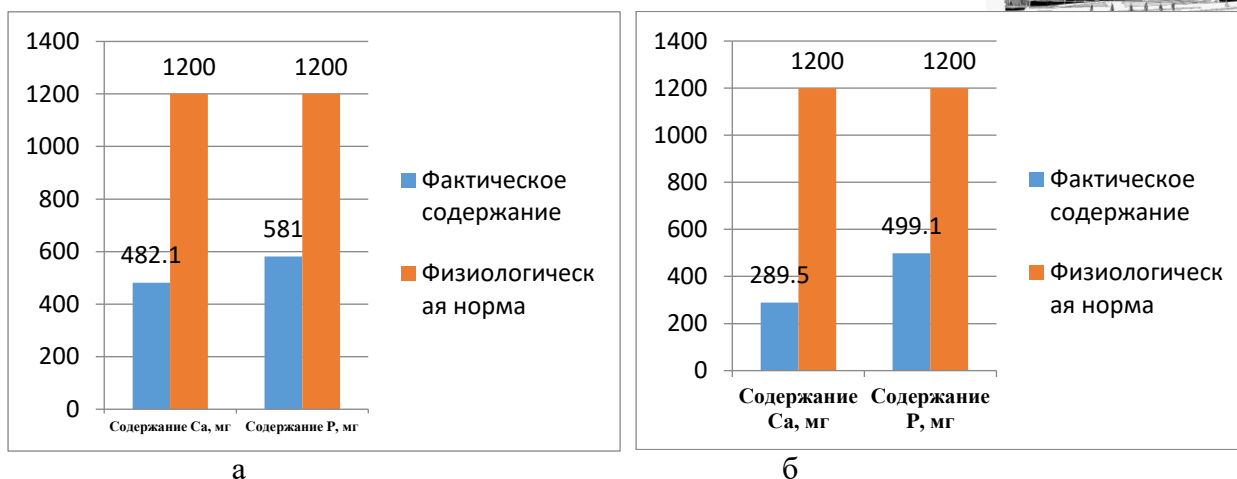 1400
1200
1000
800
600
400
200
0
1200
1200
482.1
581
Содержание Ca, мг
Содержание P, мг
Фактическое
содержание
Физиологическ
ая норма
а
1400
1200
1000
800
600
400
200
0
1200
1200
289.5
499.1
Содержание
Ca, мг
Содержание
P, мг
Фактическое
содержание
Физиологическ
ая норма
б